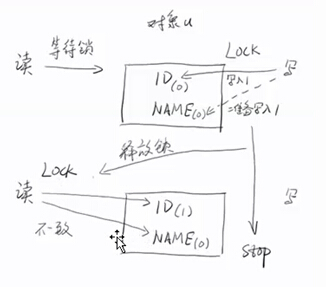 对象u
等待锁
LOCK
读
ID(0)
写入1
写
NAME(0)
准备写入1
释放锁
LOCK
读
ID(1)
写
不一致
NAME(0)
stop